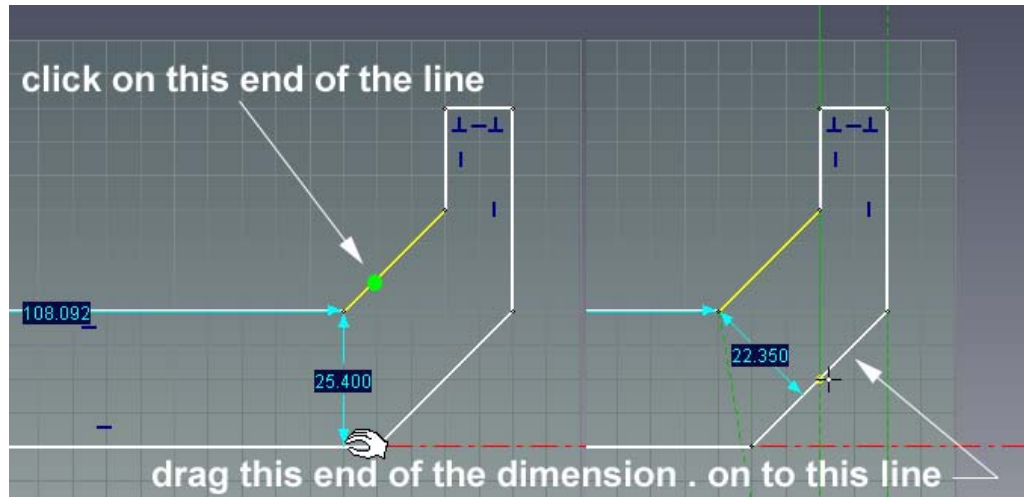 click on this end of the line
108.092
25.400
22.350
drag this end of the dimension . on to this line